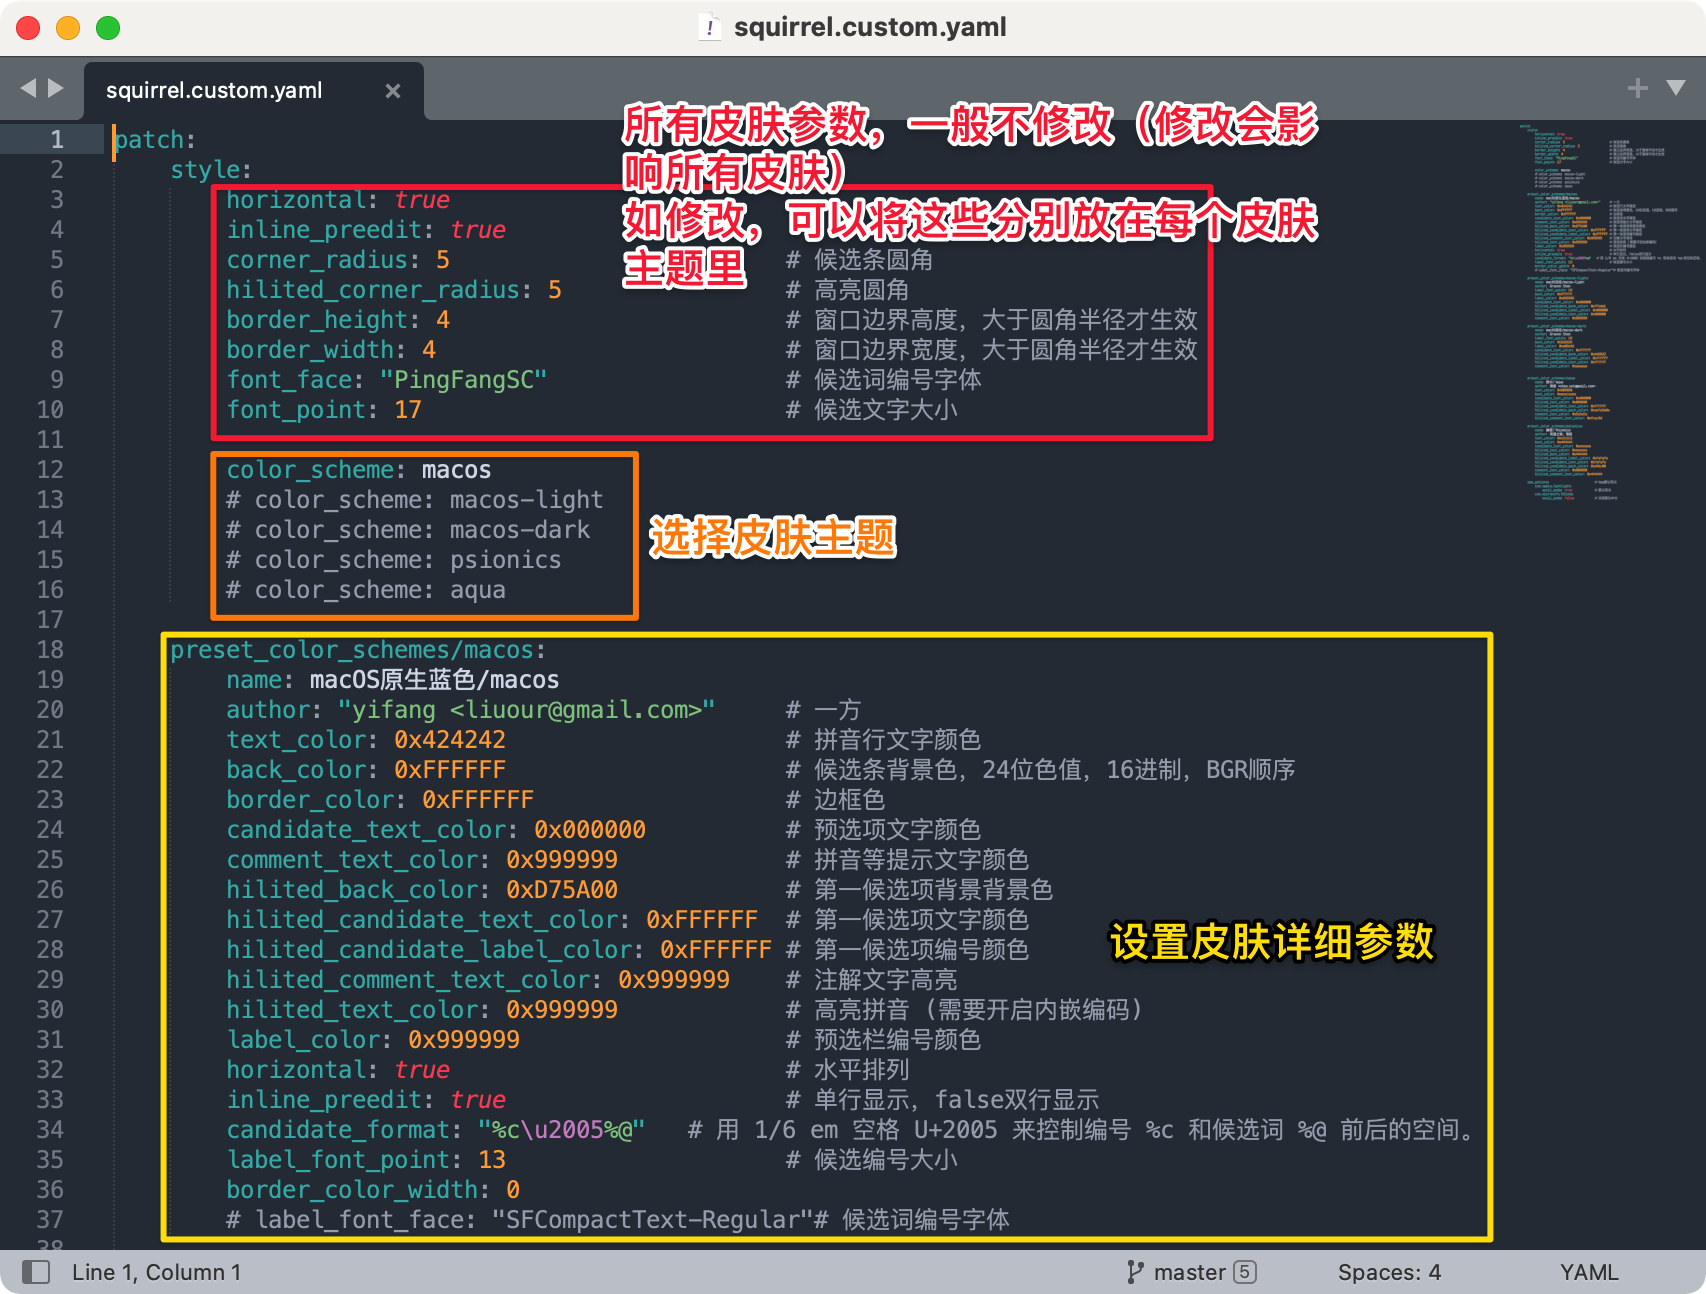 squirrel.custom.yaml
squirrel.custom.yaml
所有皮肤参数，一般不修改（修改会影
响所有皮肤）
如修改，可以将这些分别放在每个皮肤
主题里
1 patch:
2 style:
3 horizontal: true
4 inline_preedit: true
5 corner_radius: 5 # 候选条圆角
6 hilited_corner_radius: 5 # 高亮圆角
7 border_height: 4 # 窗口边界高度，大于圆角半径才生效
8 border_width: 4 # 窗口边界宽度，大于圆角半径才生效
9 font_face: "PingFangSC" # 候选词编号字体
10 font_point: 17 # 候选文字大小
11
12 color_scheme: macos
13 # color_scheme: macos-light
14 # color_scheme: macos-dark
15 # color_scheme: psionics
16 # color_scheme: aqua
选择皮肤主题
17
18 preset_color_schemes/macos:
19 name: macOS原生蓝色/macos
20 author: "yifang <liuour@gmail.com>" # 一方
21 text_color: 0x424242 # 拼音行文字颜色
22 back_color: 0xFFFFFF # 候选条背景色，24位色值，16进制，BGR顺序
23 border_color: 0xFFFFFF # 边框色
24 candidate_text_color: 0x000000 # 预选项文字颜色
25 comment_text_color: 0x999999 # 拼音等提示文字颜色
26 hilited_back_color: 0xD75A00 # 第一候选项背景背景色
27 hilited_candidate_text_color: 0xFFFFFF # 第一候选项文字颜色
28 hilited_candidate_label_color: 0xFFFFFF # 第一候选项编号颜色
设置皮肤详细参数
29 hilited_comment_text_color: 0x999999 # 注解文字高亮
30 hilited_text_color: 0x999999 # 高亮拼音 (需要开启内嵌编码)
31 label_color: 0x999999 # 预选栏编号颜色
32 horizontal: true # 水平排列
33 inline_preedit: true # 单行显示，false双行显示
34 candidate_format: "%c\u2005%@" # 用 1/6 em 空格 U+2005 来控制编号 %c 和候选词 %@ 前后的空间。
35 label_font_point: 13 # 候选编号大小
36 border_color_width: 0
37 # label_font_face: "SFCompactText-Regular"# 候选词编号字体
38
Line 1, Column 1
master 5
Spaces: 4
YAML